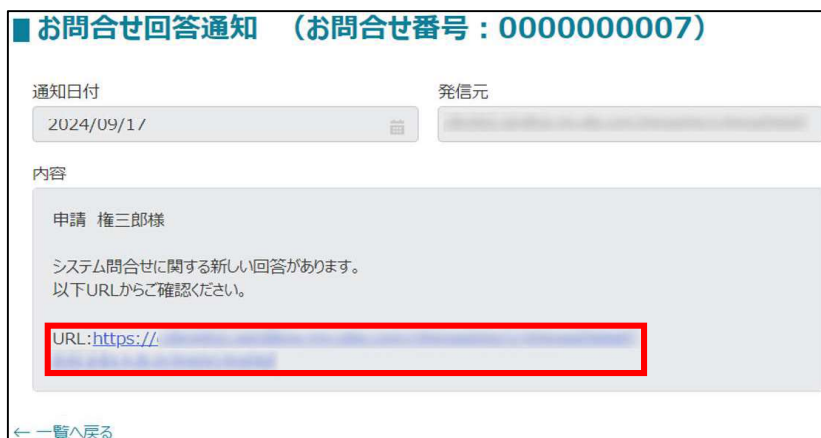 ■お問合せ回答通知 （お問合せ番号：0000000007）
通知日付
発信元
2024/09/17
内容
申請 権三郎様
システム問合せに関する新しい回答があります。
以下URLからご確認ください。
URL:https://
← 一覧へ戻る